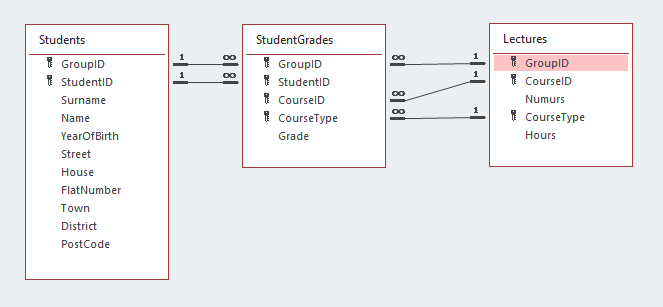 Students
GroupID
StudentID
Surname
Name
YearOfBirth
Street
House
FlatNumber
Town
District
PostCode
1
∞
1
∞
StudentGrades
GroupID
StudentID
CourseID
CourseType
Grade
∞
1
∞
1
∞
1
Lectures
GroupID
CourseID
Numurs
CourseType
Hours